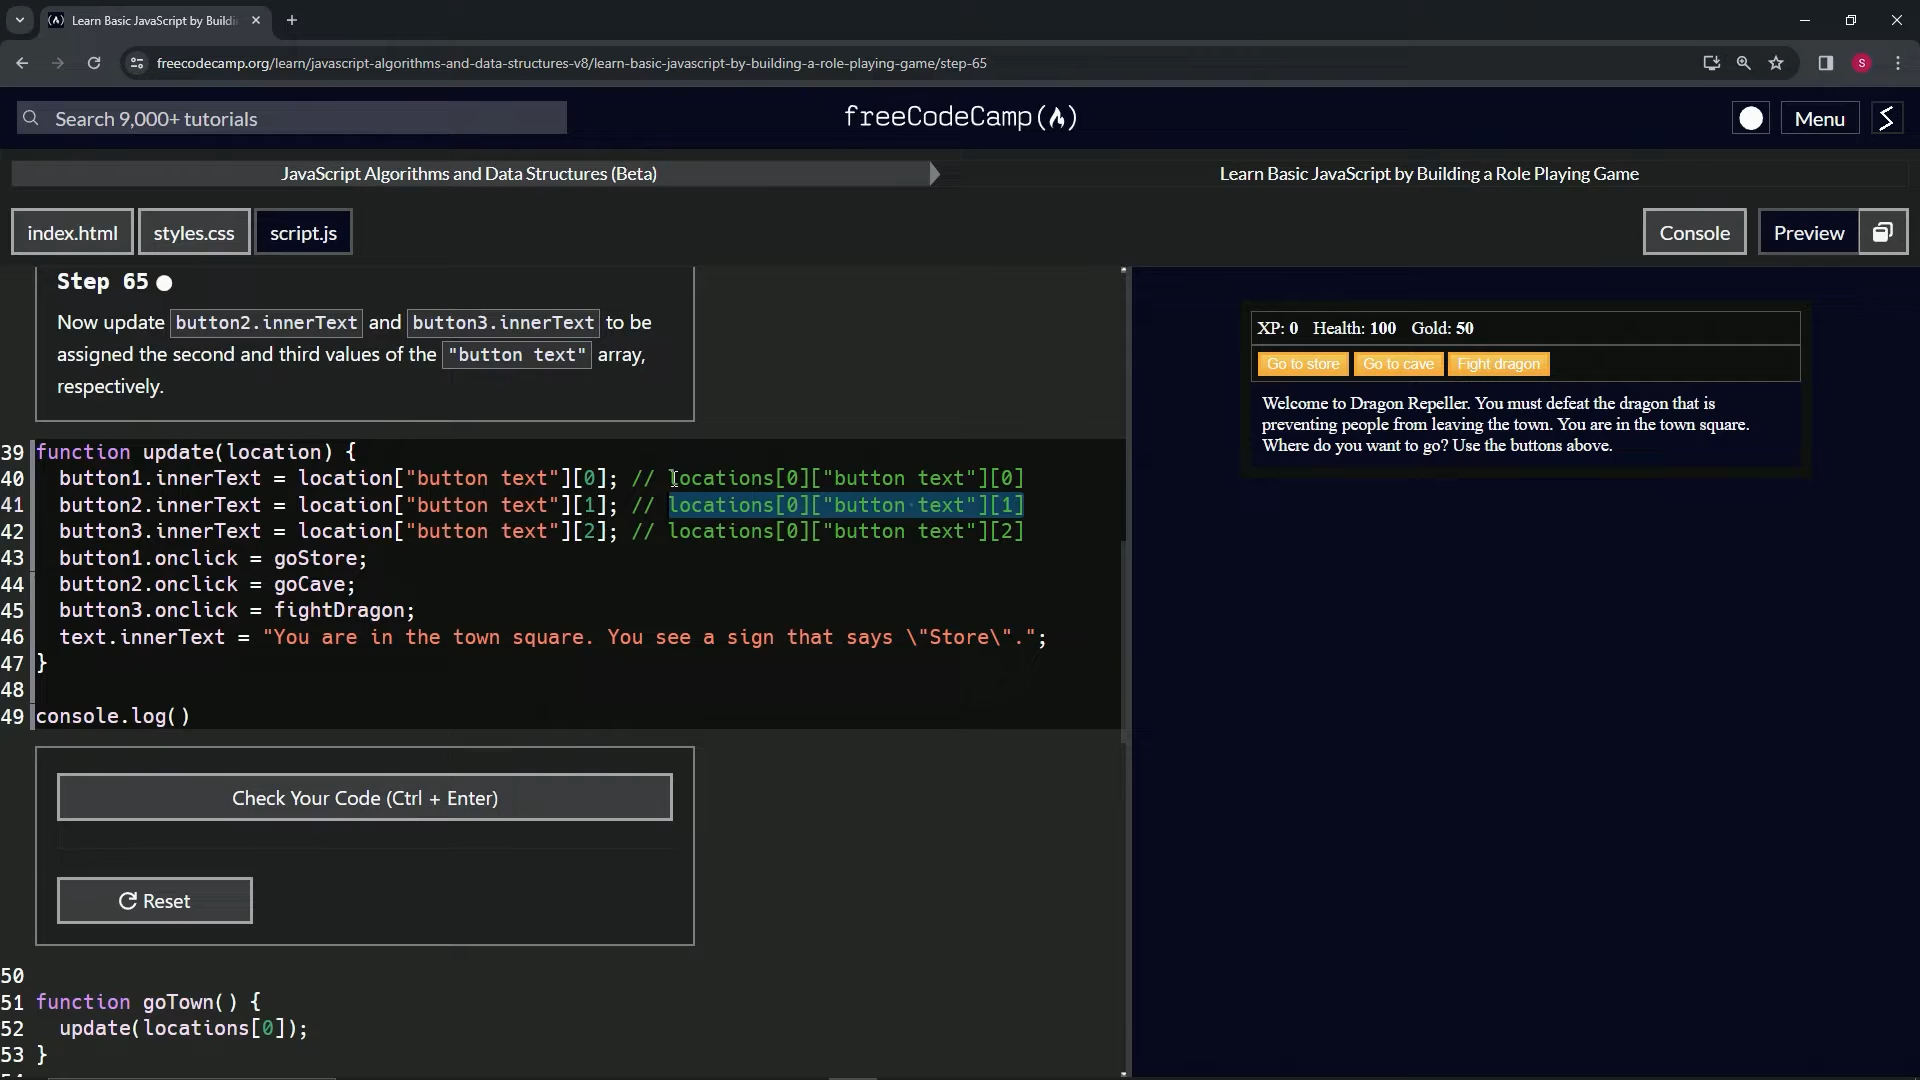 Learn Basic JavaScript by Buildi
freecodecamp.org/learn/javascript-algorithms-and-data-structures-v8/learn-basic-javascript-by-building-a-role-playing-game/step-65
S
Search 9,000+ tutorials
freeCodeCamp
Menu
JavaScript Algorithms and Data Structures (Beta)
Learn Basic JavaScript by Building a Role Playing Game
index.html
styles.css
script.js
Console
Preview
Step 65
Now update button2.innerText and button3.innerText to be
assigned the second and third values of the "button text" array,
respectively.
39 function update(location) {
40 button1.innerText = location["button text"][0]; // locations[0]["button text"][0]
41 button2.innerText = location["button text"][1]; // locations[0]["button text"][1]
42 button3.innerText = location["button text"][2]; // locations[0]["button text"][2]
43 button1.onclick = goStore;
44 button2.onclick = goCave;
45 button3.onclick = fightDragon;
46 text.innerText = "You are in the town square. You see a sign that says \"Store\".";
47 }
48
49 console.log()
Check Your Code (Ctrl + Enter)
Reset
50
51 function goTown() {
52 update(locations[0]);
53 }
XP: 0 Health: 100 Gold: 50
Go to store
Go to cave
Fight dragon
Welcome to Dragon Repeller. You must defeat the dragon that is
preventing people from leaving the town. You are in the town square.
Where do you want to go? Use the buttons above.